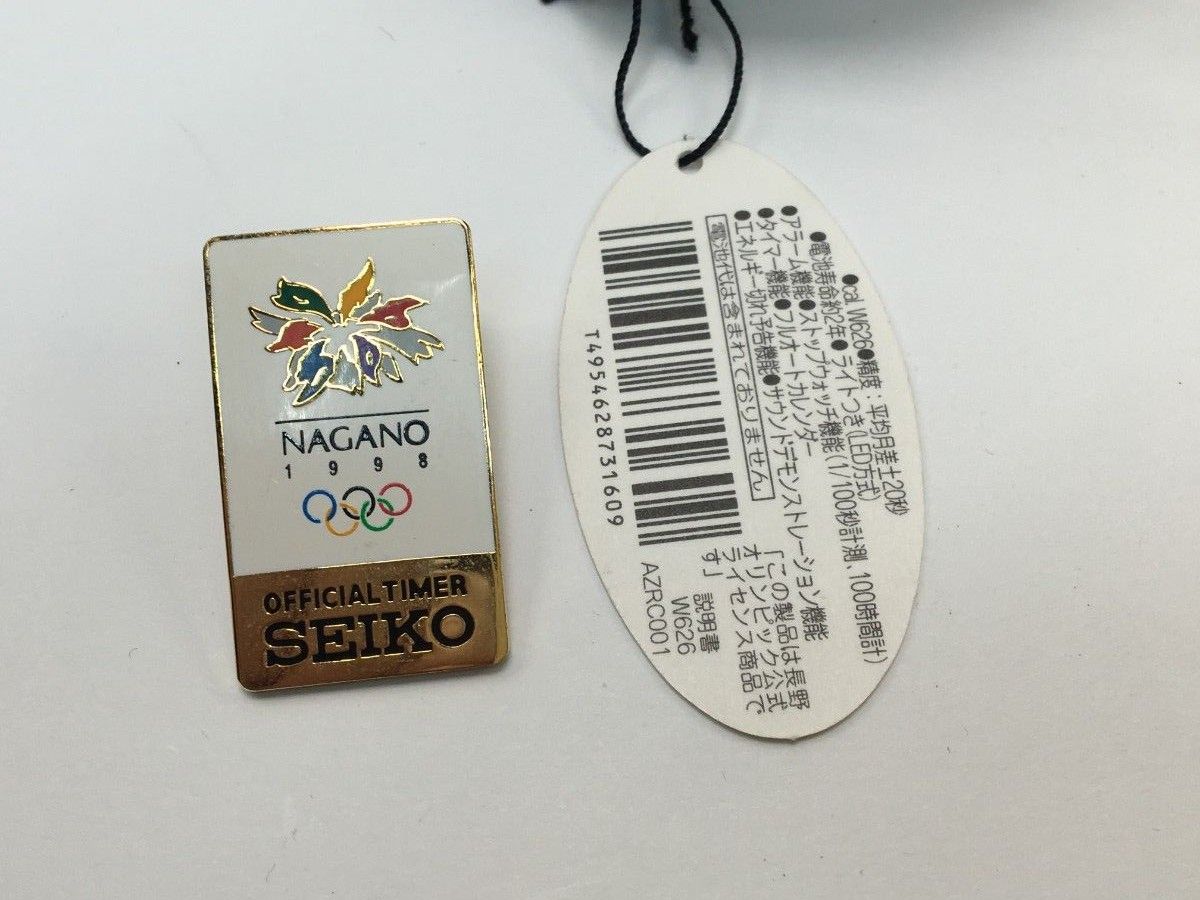 NAGANO
1998
OFFICIAL TIMER
SEIKO
●cal W626●精度：平均月差±20秒
●電池寿命約2年●ライトつき(LED方式)
●アラーム機能●ストップウォッチ機能(1/100秒計測、100時間計)
●タイマー機能●フルオートカレンダー
●エネルギー切れ予告機能●サウンドデモンストレーション機能
電池代は含まれておりません
「この製品は長野
オリンピック公式
ライセンス商品で
す」
説明書
W626
AZRC001
T4954628731609